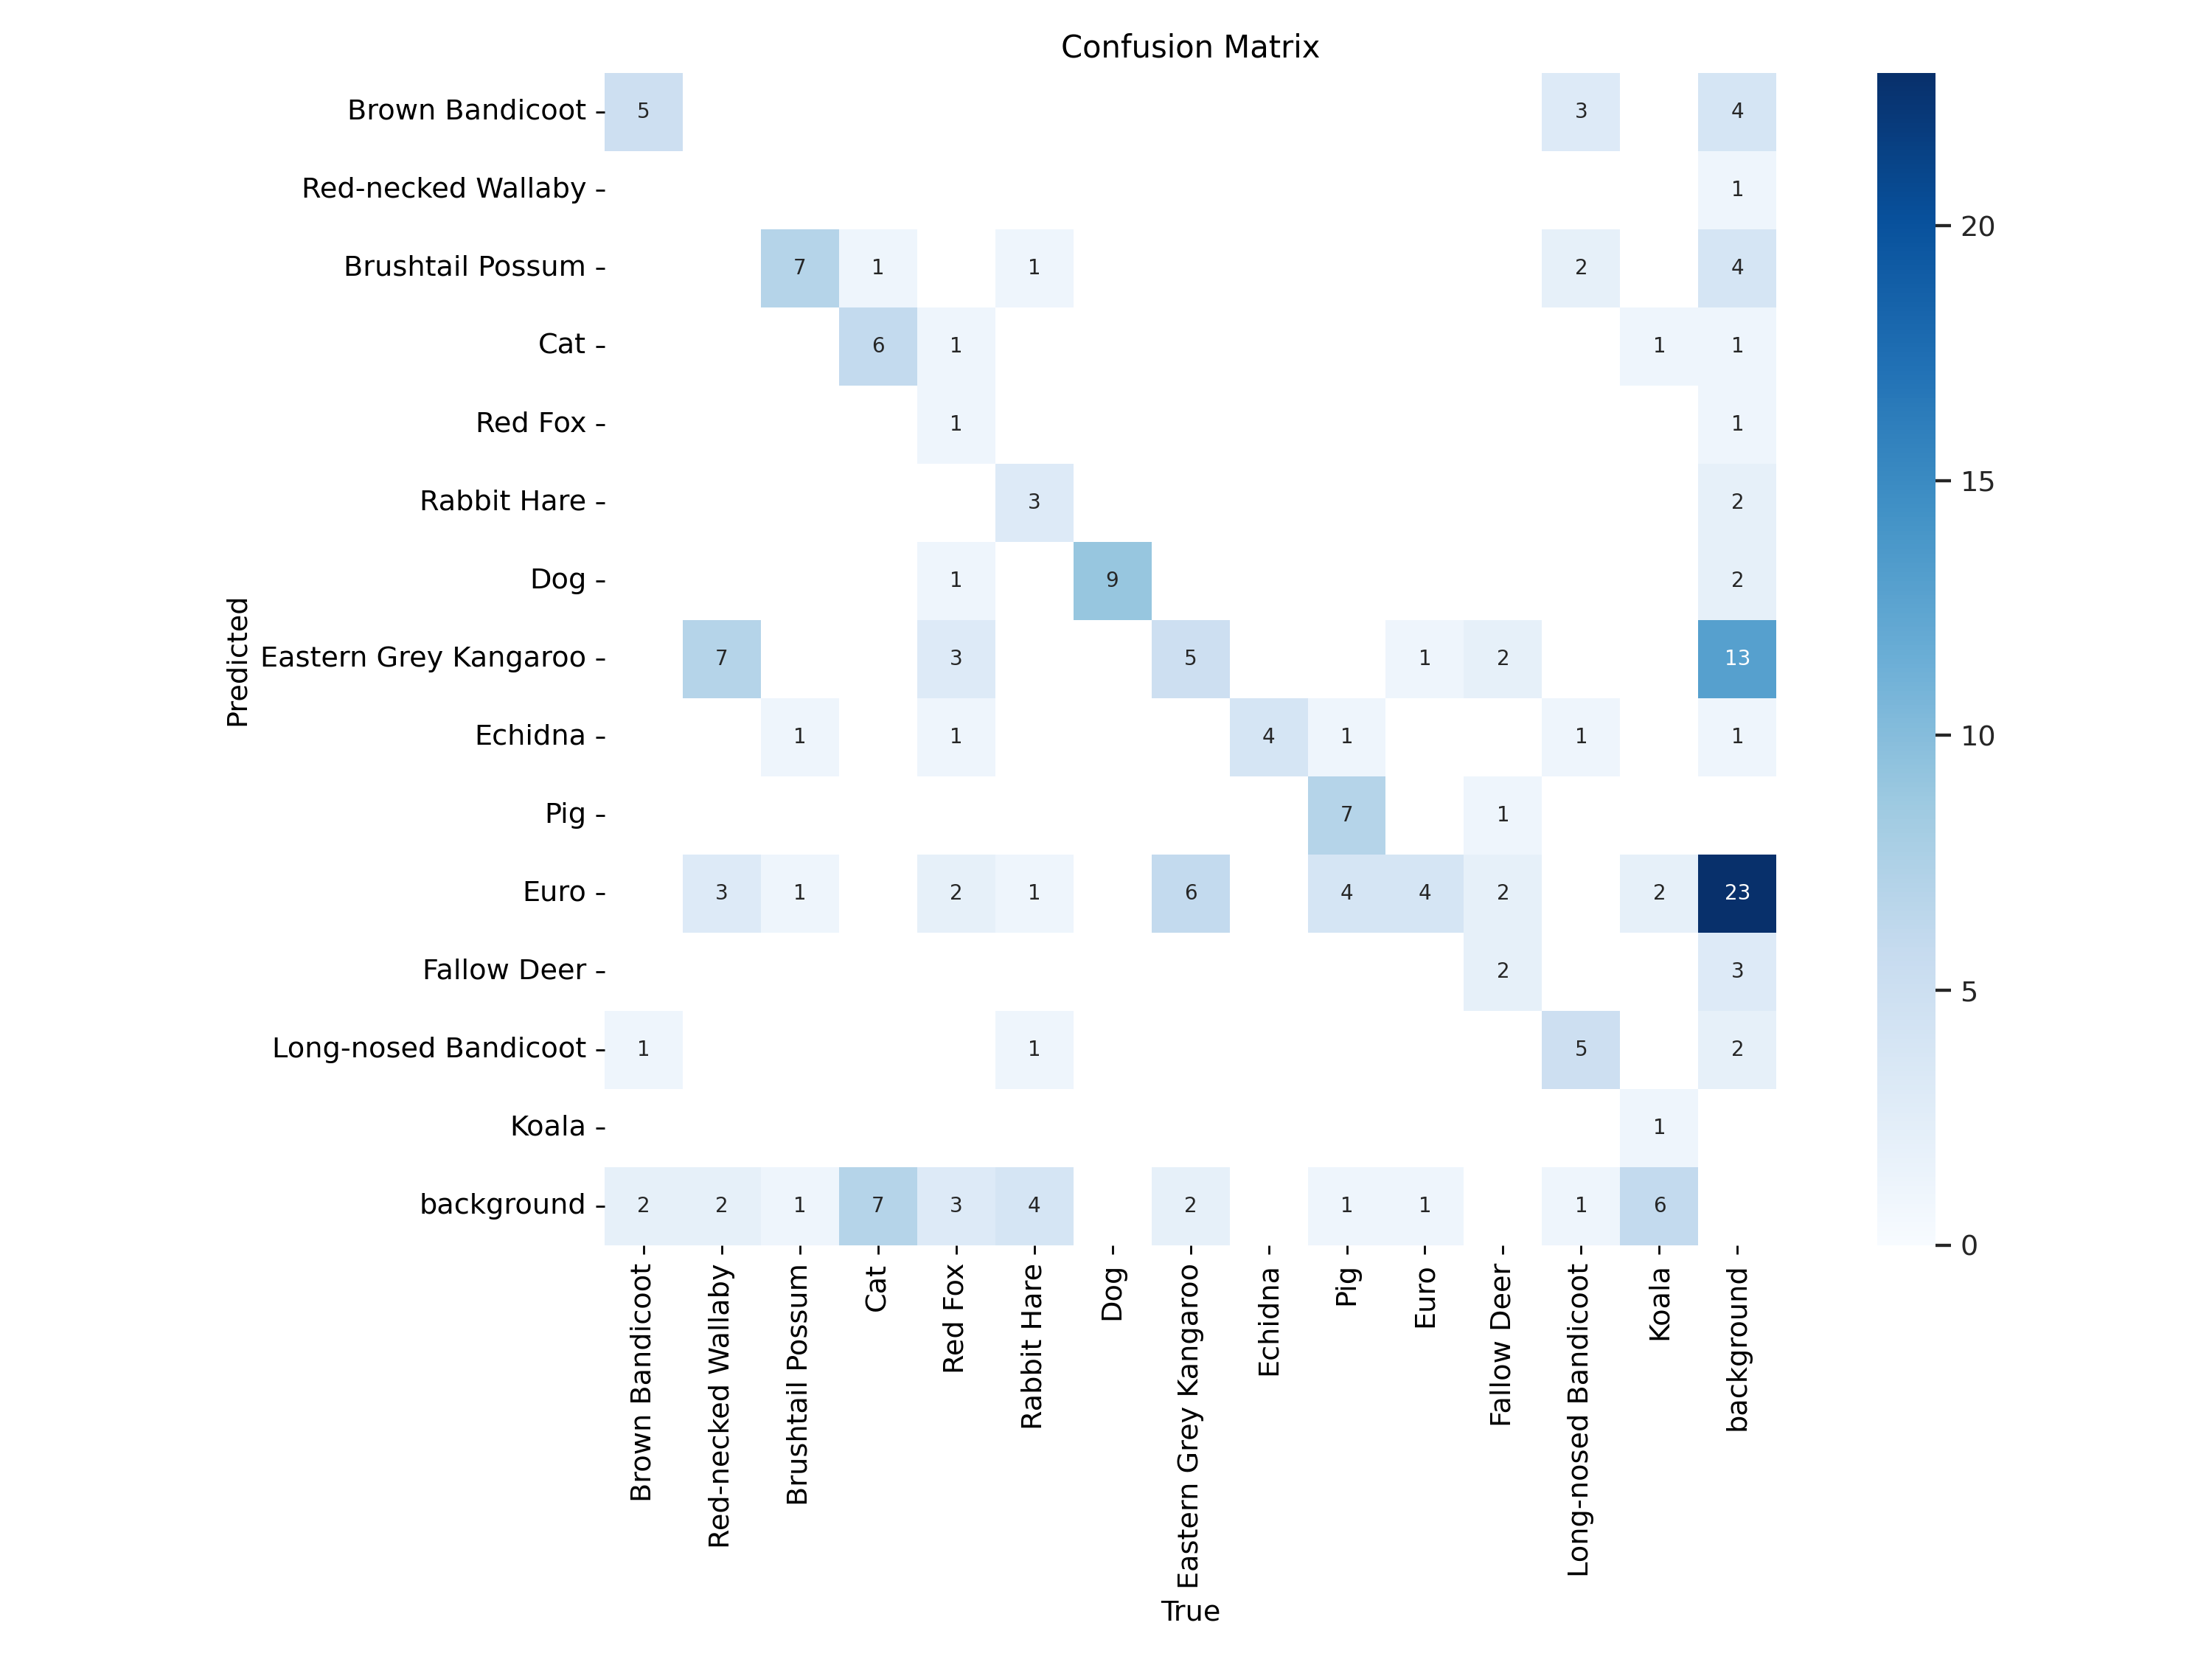 Confusion Matrix
Brown Bandicoot 5 3 4
Red-necked Wallaby 1
Brushtail Possum 7 1 1 2 4
Cat 6 1 1 1
Red Fox 1 1
Rabbit Hare 3 2
Dog 1 9 2
Eastern Grey Kangaroo 7 3 5 1 2 13
Echidna 1 1 4 1 1 1
Pig 7 1
Euro 3 1 2 1 6 4 4 2 2 23
Fallow Deer 2 3
Long-nosed Bandicoot 1 1 5 2
Koala 1
background 2 2 1 7 3 4 2 1 1 1 6
Predicted
Brown Bandicoot
Red-necked Wallaby
Brushtail Possum
Cat
Red Fox
Rabbit Hare
Dog
Eastern Grey Kangaroo
Echidna
Pig
Euro
Fallow Deer
Long-nosed Bandicoot
Koala
background
True
20
15
10
5
0